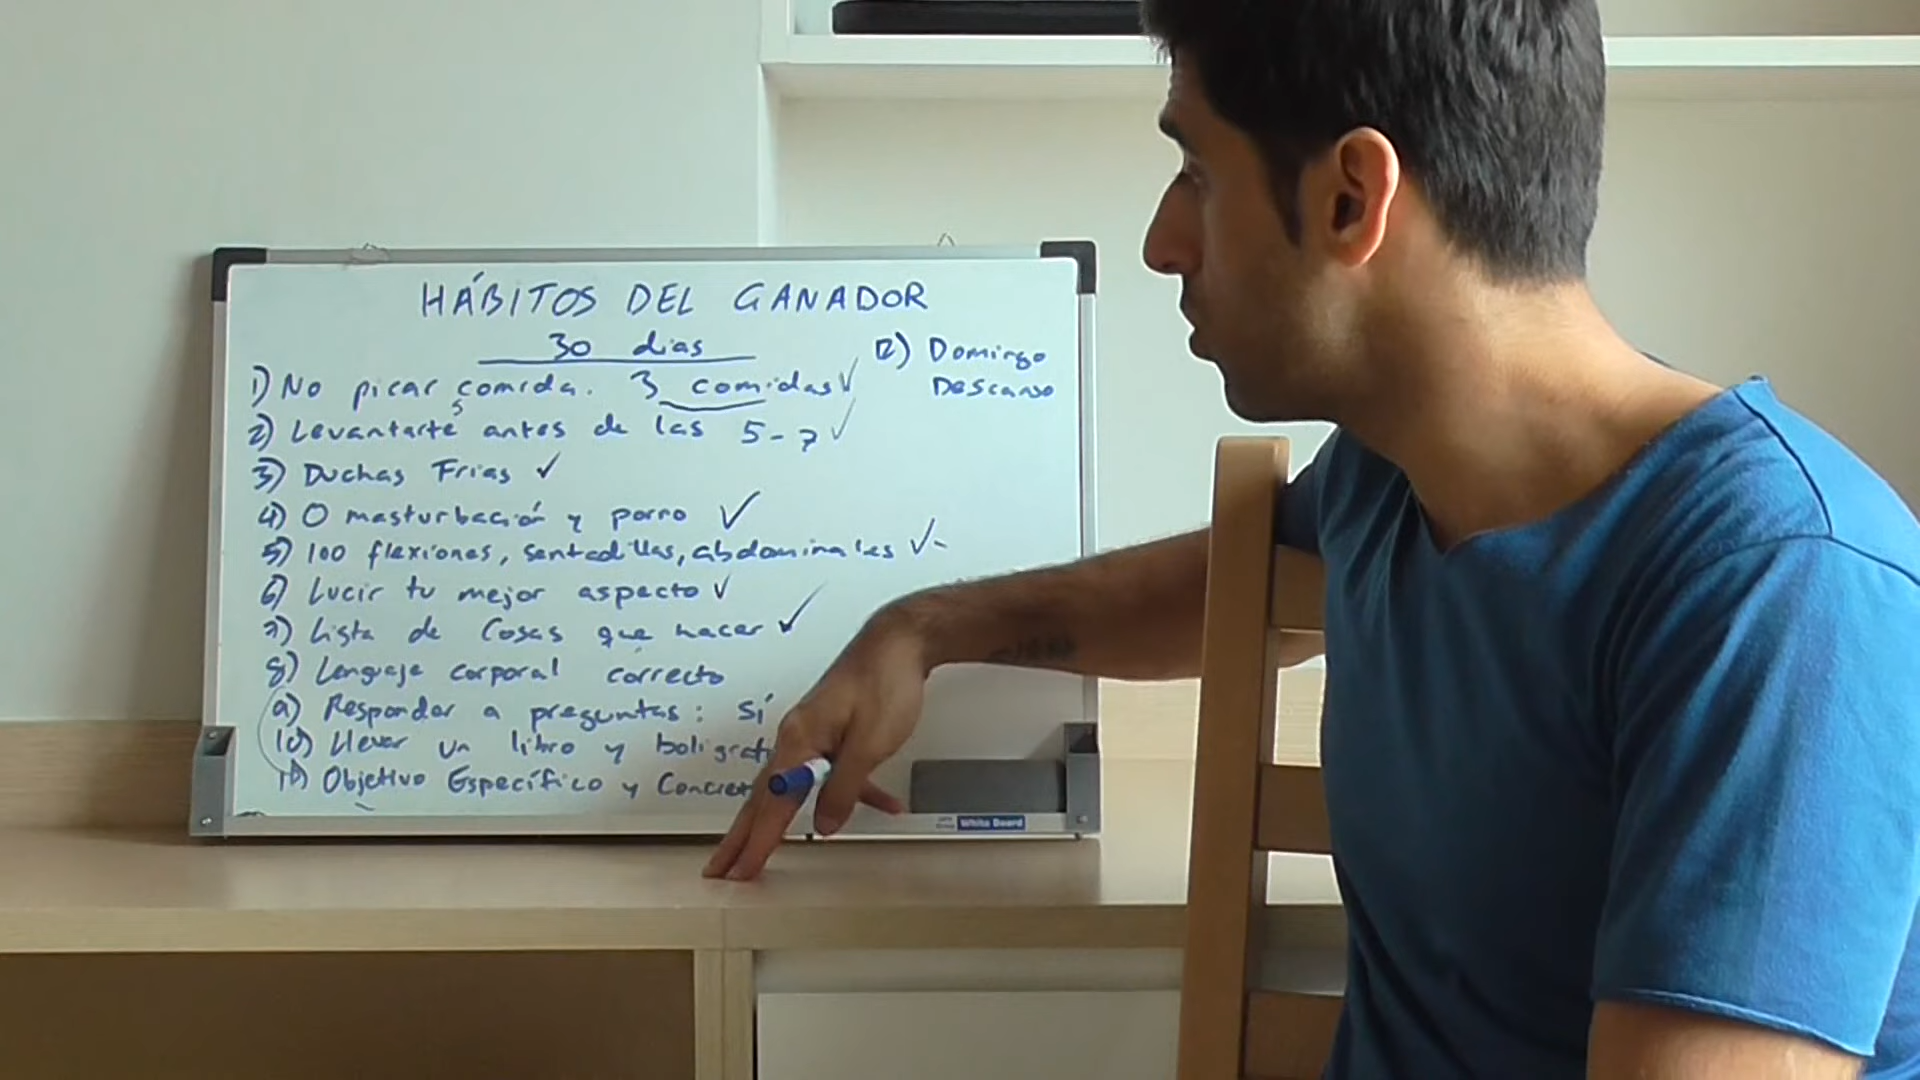 HÁBITOS DEL GANADOR
30 dias
1) No picar comida. 3 comidas ✓
2) Levantarte antes de las 5-7 ✓
3) Duchas Frias ✓
4) 0 masturbación y porno ✓
5) 100 flexiones, sentadillas, abdominales ✓-
6) Lucir tu mejor aspecto ✓
7) Lista de Cosas que hacer ✓
8) Lenguaje corporal correcto
9) Responder a preguntas: Sí
10) Llevar un libro y
11) Objetivo Específico y
12) Domingo
Descanso
White Board